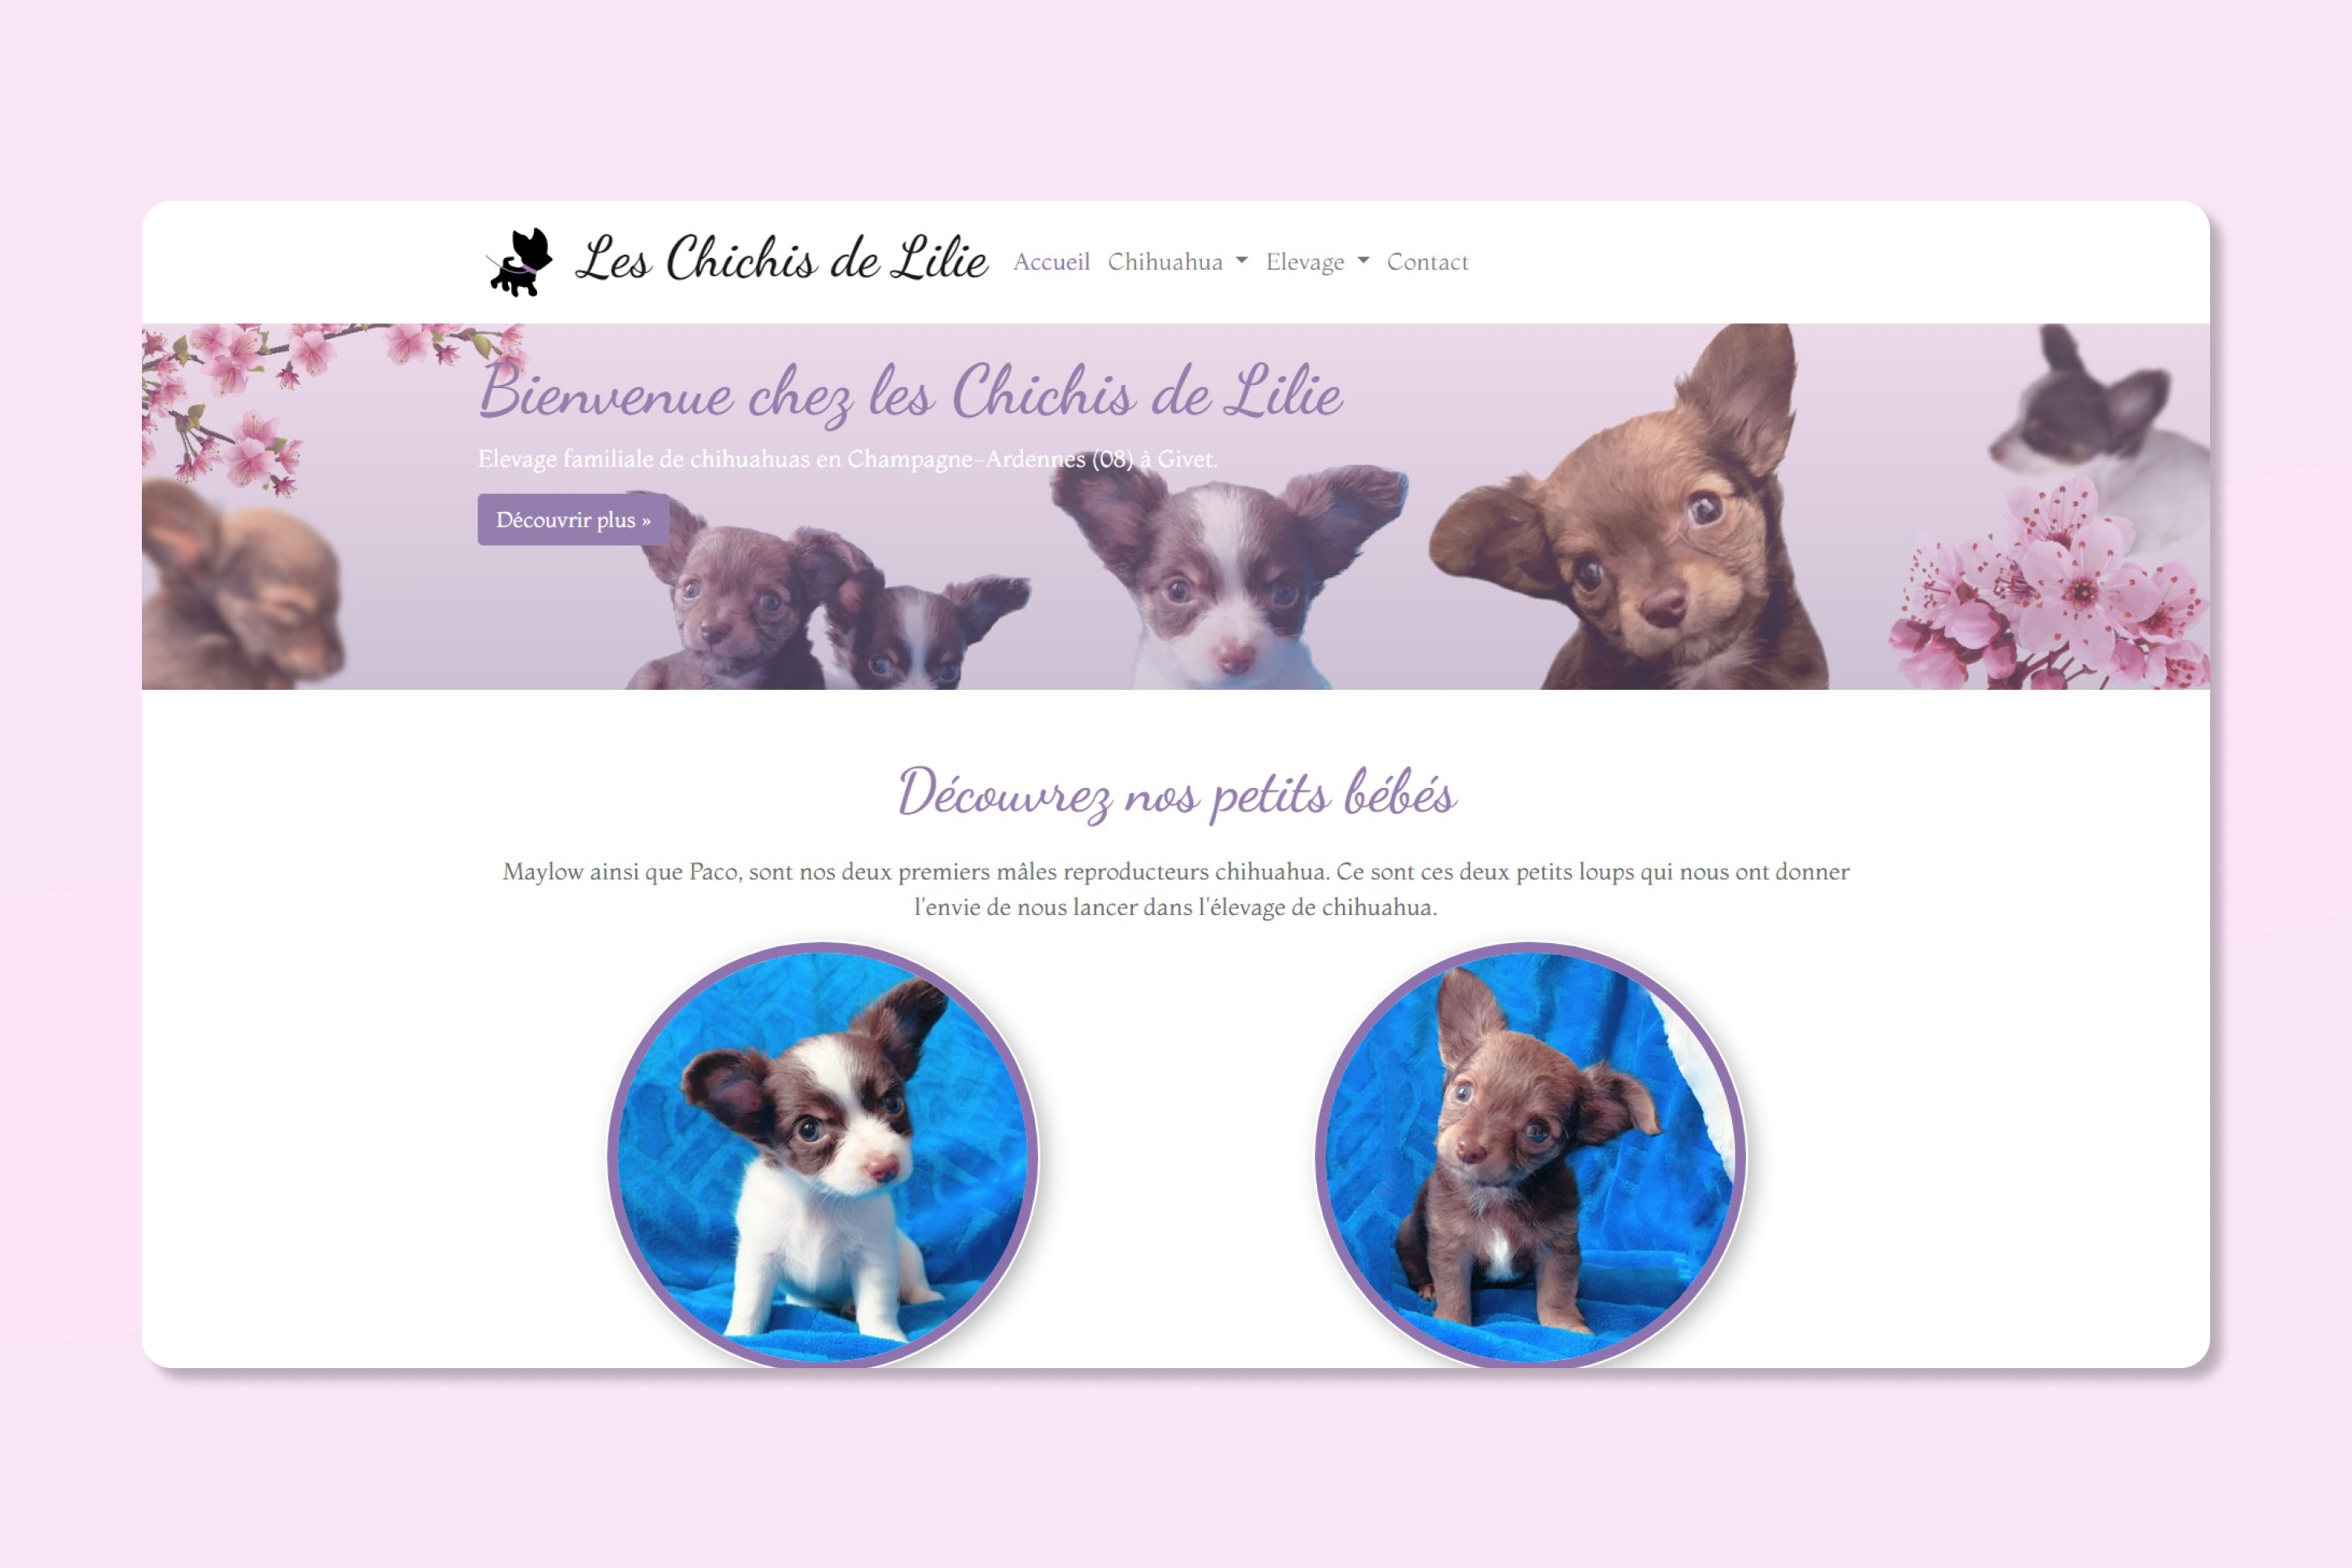 Les Chichis de Lilie
Accueil Chihuahua Elevage Contact
Bienvenue chez les Chichis de Lilie
Elevage familiale de chihuahuas en Champagne-Ardennes (08) à Givet.
Découvrir plus »
Découvrez nos petits bébés
Maylow ainsi que Paco, sont nos deux premiers mâles reproducteurs chihuahua. Ce sont ces deux petits loups qui nous ont donner
l'envie de nous lancer dans l'élevage de chihuahua.